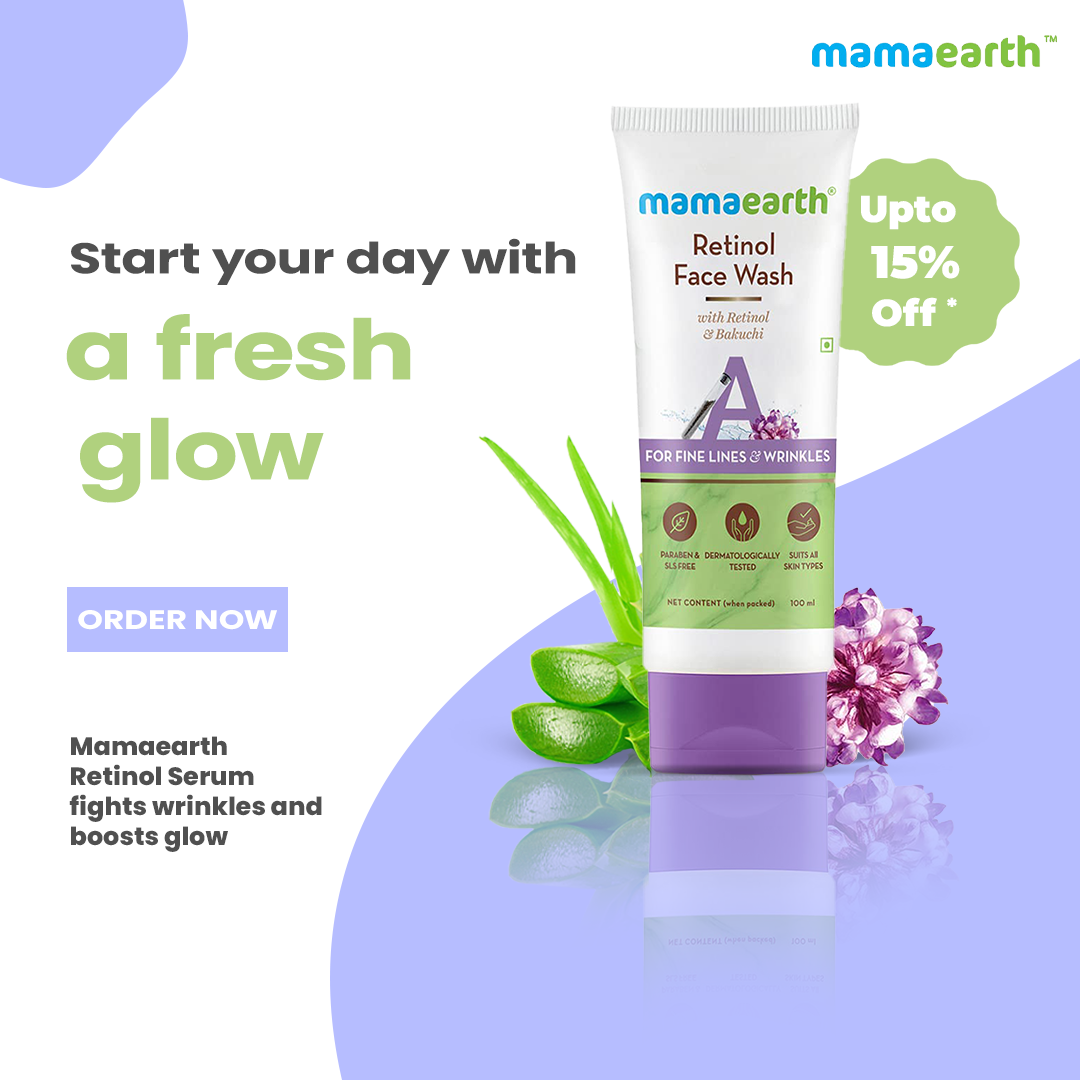 mamaearth™
Start your day with
a fresh
glow
ORDER NOW
Mamaearth
Retinol Serum
fights wrinkles and
boosts glow
mamaearth®
Retinol
Face Wash
with Retinol
& Bakuchi
A
FOR FINE LINES & WRINKLES
PARABEN &
SLS FREE
DERMATOLOGICALLY
TESTED
SUITS All
SKIN TYPES
NET CONTENT (when packed) 100 ml
Upto
15%
Off *